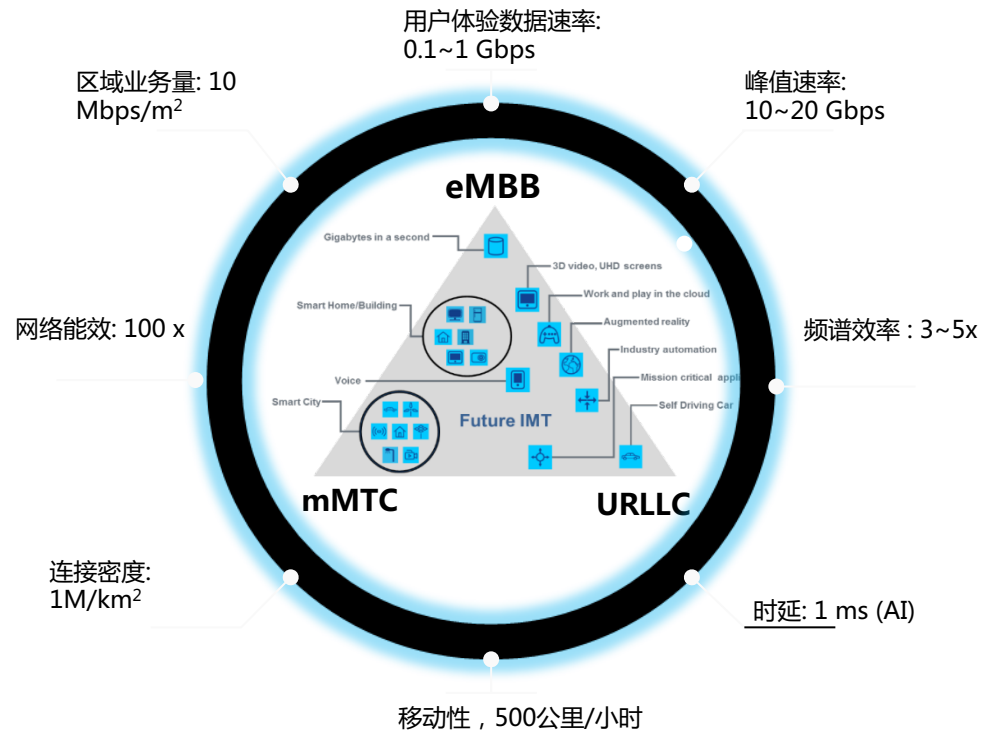 用户体验数据速率:
0.1~1 Gbps
区域业务量: 10
Mbps/m²
峰值速率:
10~20 Gbps
eMBB
Gigabytes in a second
3D video, UHD screens
Smart Home/Building
Work and play in the cloud
网络能效: 100 x
Augmented reality
频谱效率 : 3~5x
Industry automation
Voice
Mission critical appli
Smart City
Self Driving Car
Future IMT
mMTC
URLLC
连接密度:
1M/km²
时延: 1 ms (AI)
移动性，500公里/小时